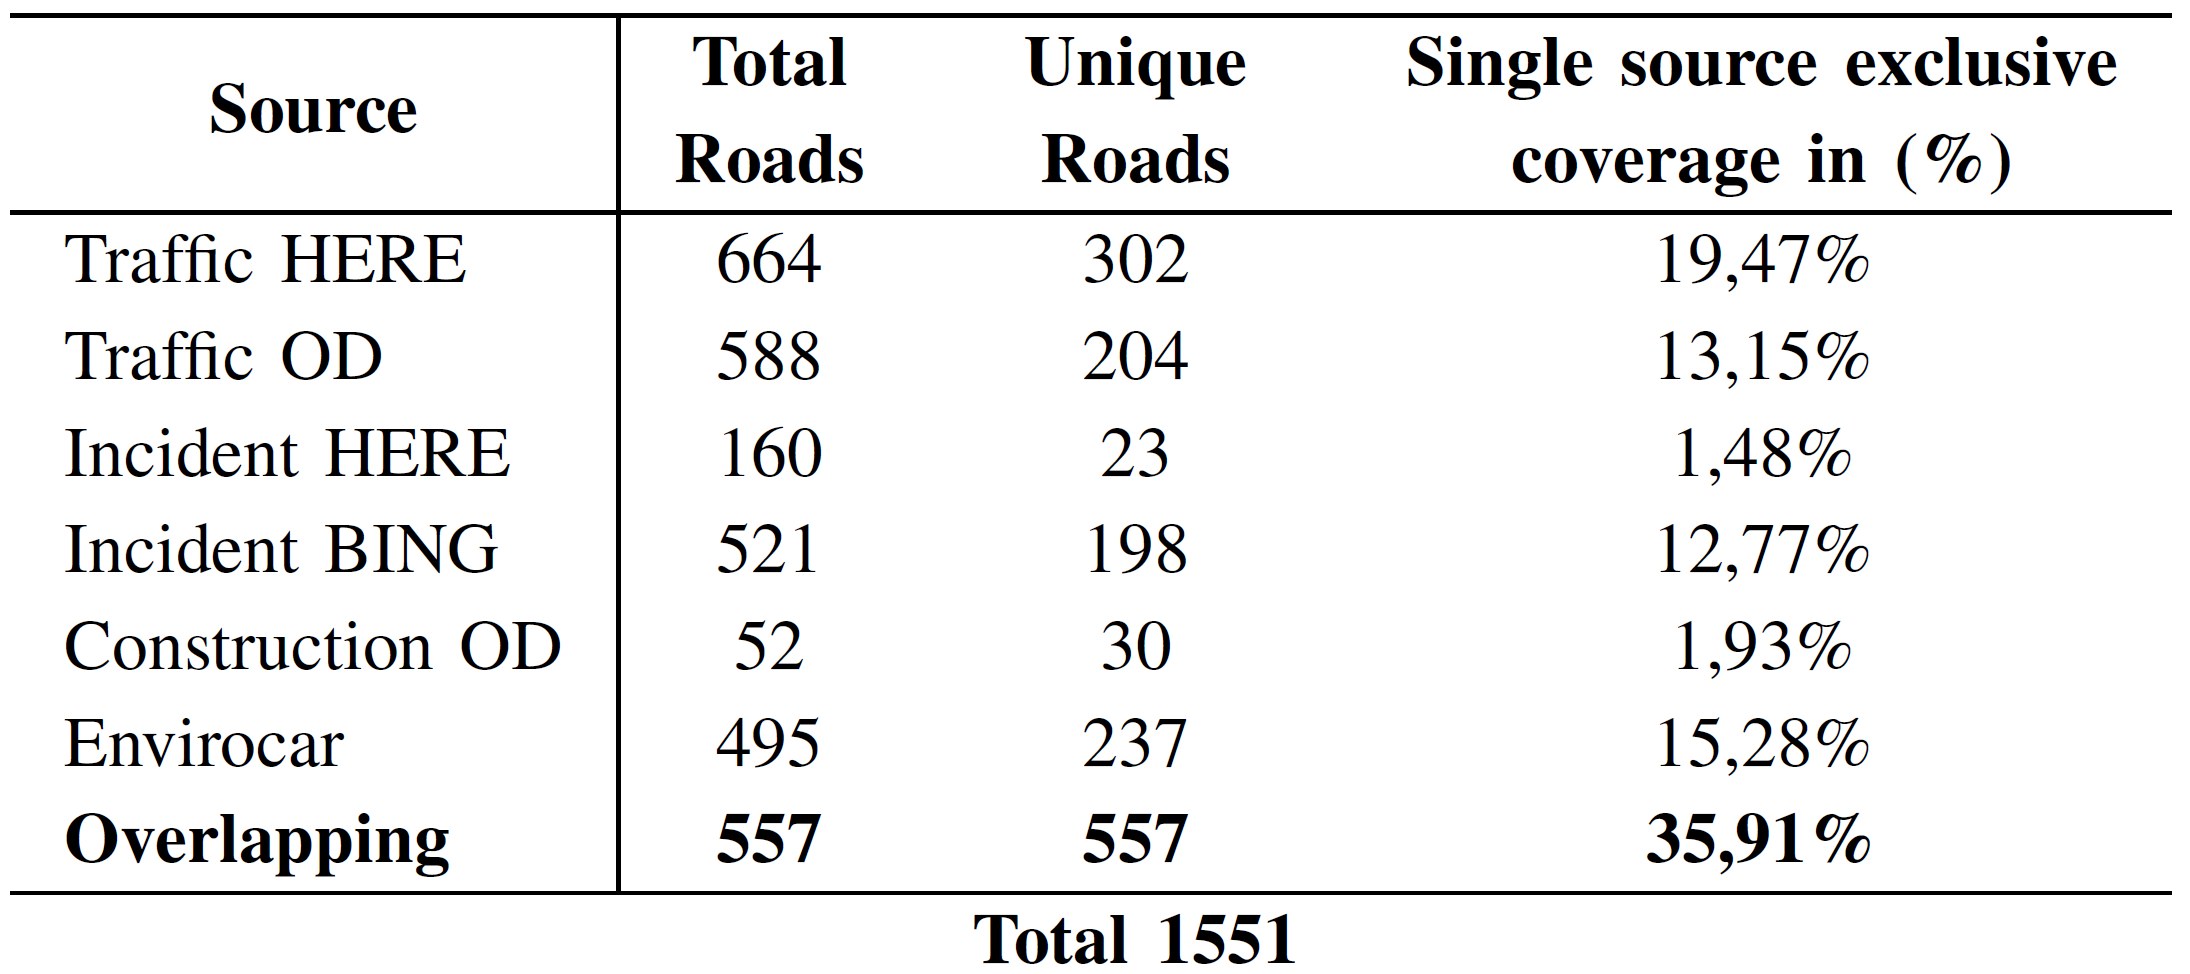 Source Total Roads Unique Roads Single source exclusive coverage in (%)
Traffic HERE 664 302 19,47%
Traffic OD 588 204 13,15%
Incident HERE 160 23 1,48%
Incident BING 521 198 12,77%
Construction OD 52 30 1,93%
Envirocar 495 237 15,28%
Overlapping 557 557 35,91%
Total 1551